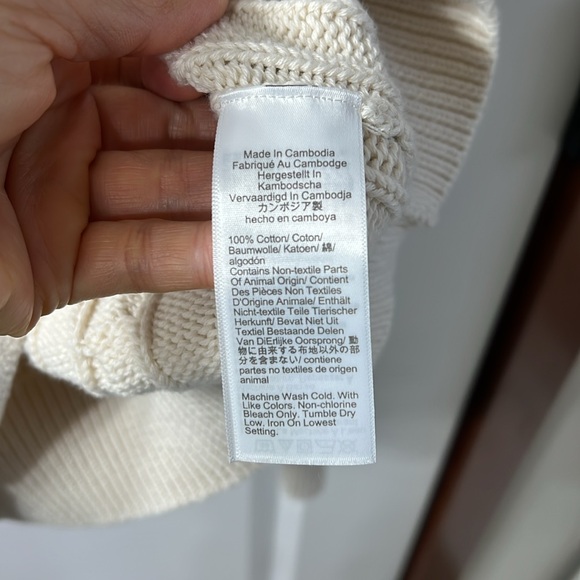 Made In Cambodia
Fabriqué Au Cambodge
Hergestellt In
Kambodscha
Vervaardigd In Cambodja
カンボジア製
hecho en camboya
100% Cotton/ Coton/
Baumwolle/ Katoen/ 綿/
algodón
Contains Non-textile Parts
Of Animal Origin/ Contient
Des Pièces Non Textiles
D'Origine Animale/ Enthält
Nicht-textile Teile Tierischer
Herkunft/ Bevat Niet Uit
Textiel Bestaande Delen
Van DiErlijke Oorsprong/ 動
物に由来する布地以外の部
分を含まない/ contiene
partes no textiles de origen
animal
Machine Wash Cold. With
Like Colors. Non-chlorine
Bleach Only. Tumble Dry
Low. Iron On Lowest
Setting.